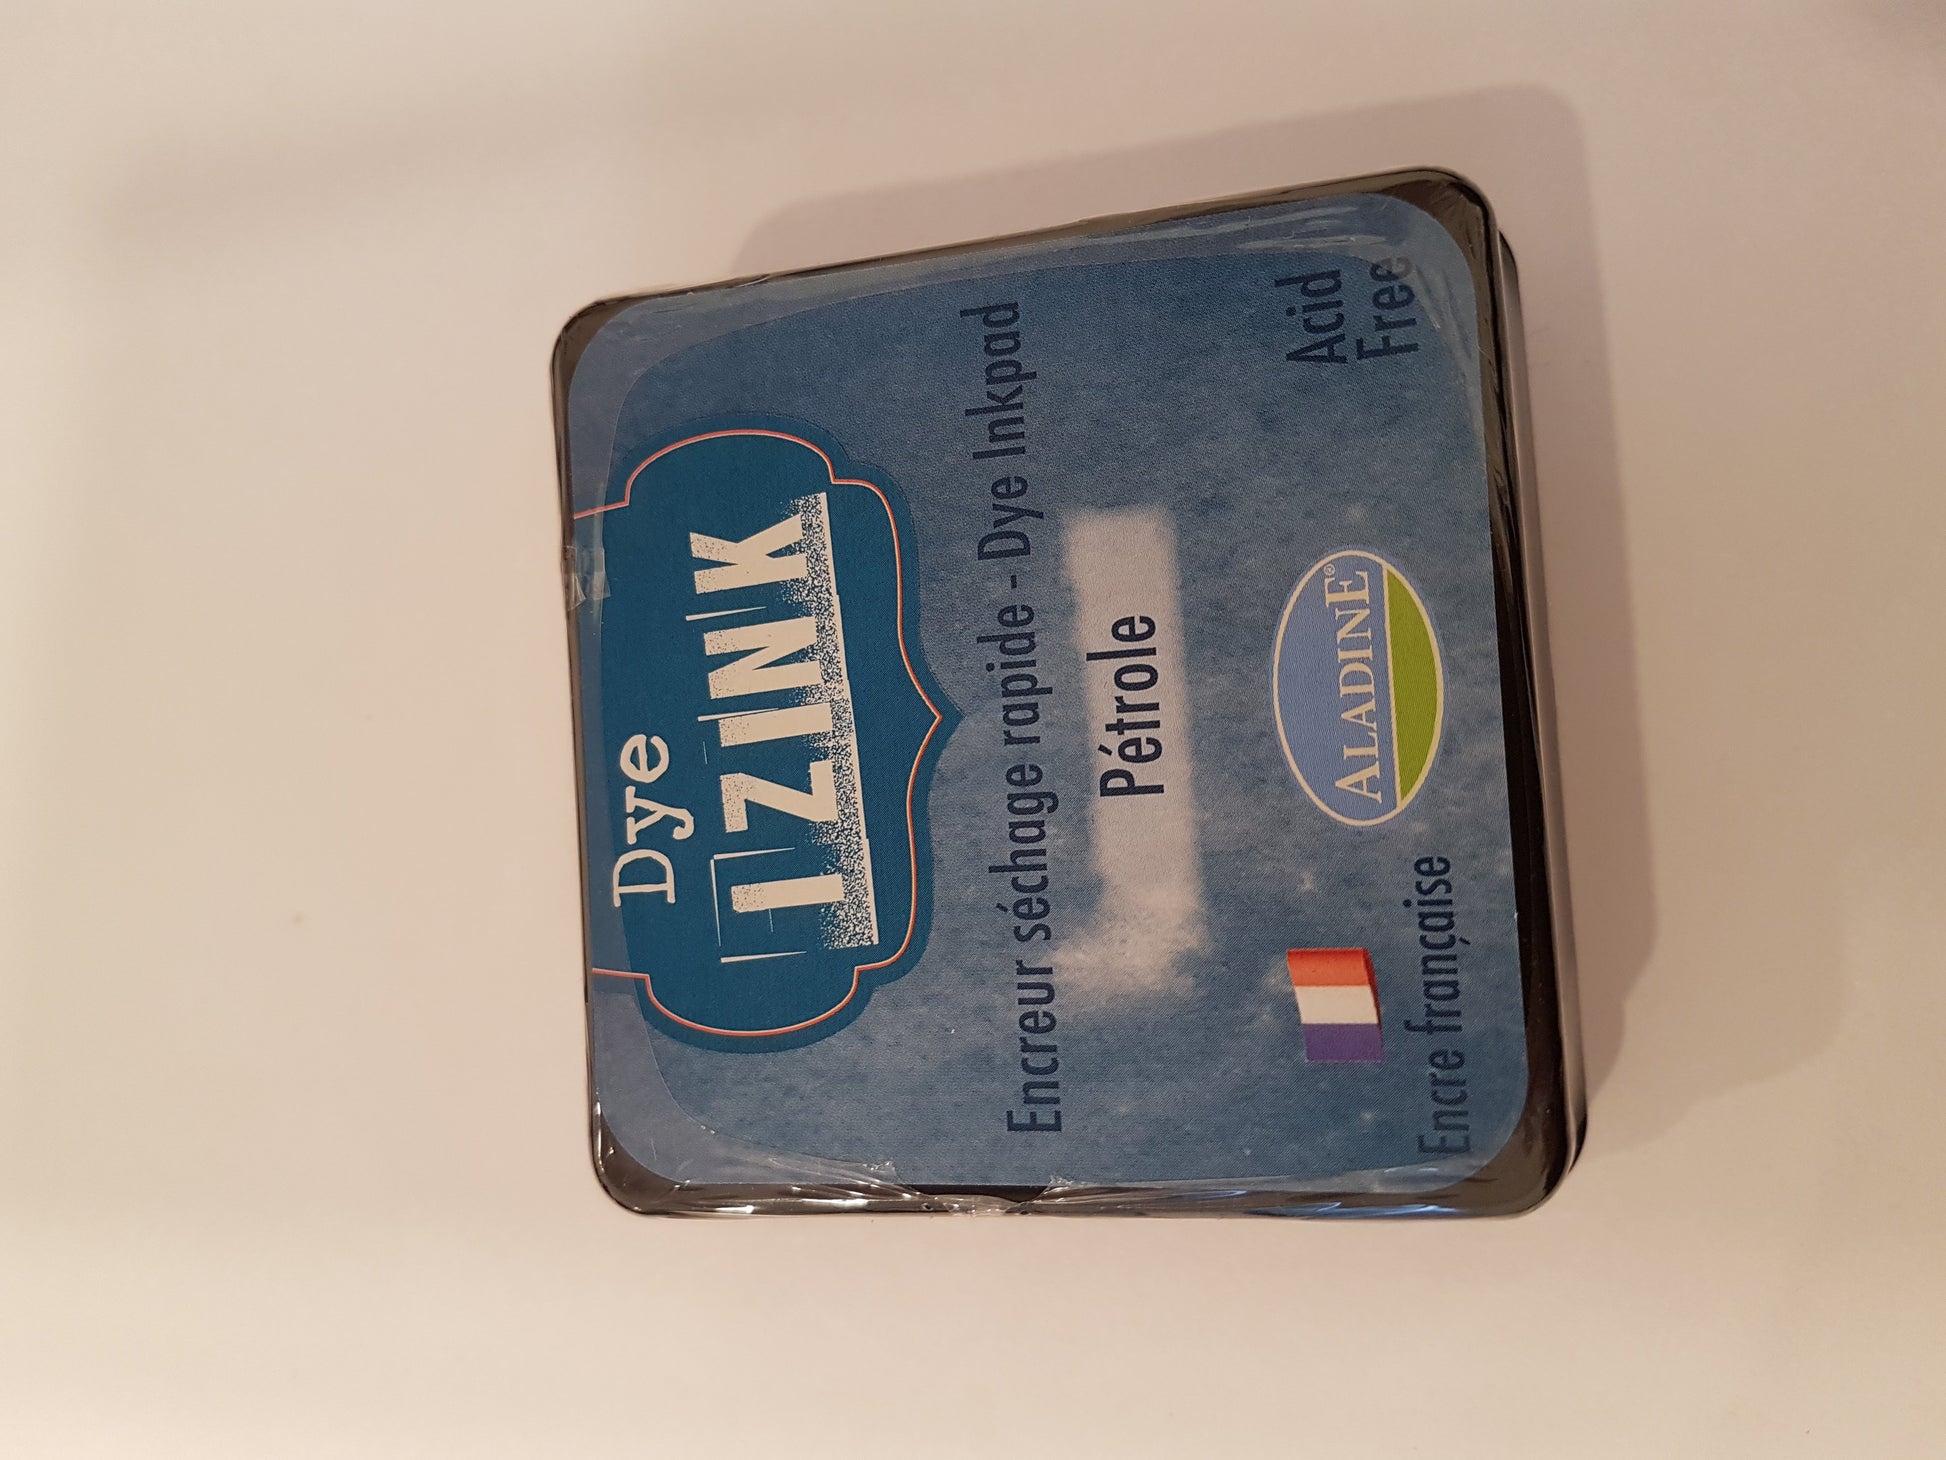 Dye
IZINK
Encreur séchage rapide - Dye Inkpad
Pétrole
Encre française
ALADINE®
Acid
Free